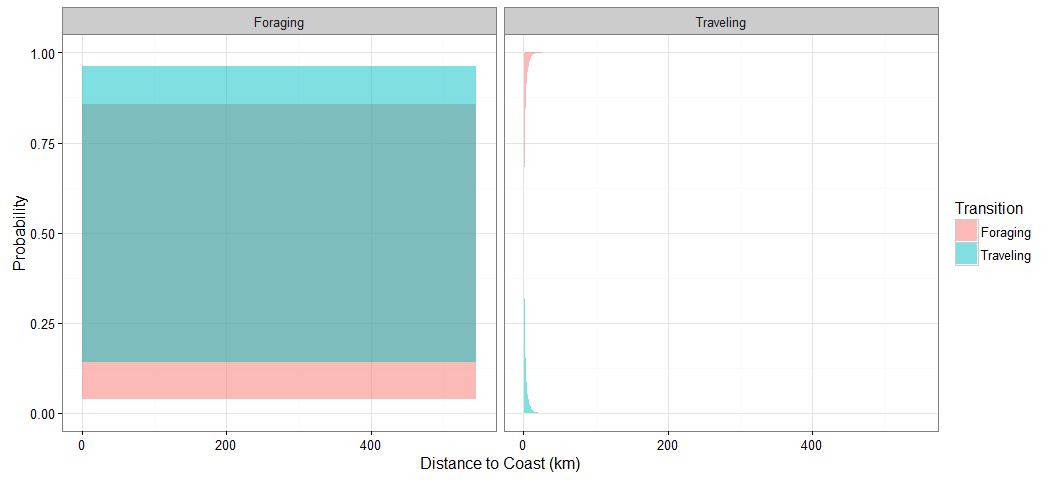 Foraging
Traveling
1.00
0.75
0.50
0.25
0.00
Probability
0 200 400
0 200 400
Distance to Coast (km)
Transition
Foraging
Traveling